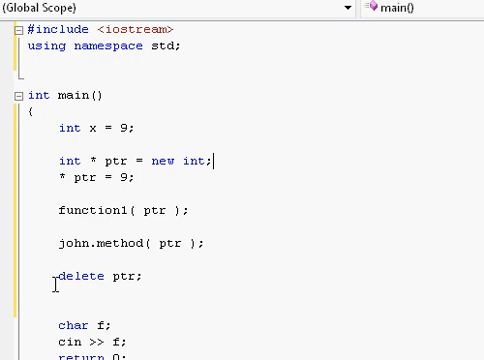 (Global Scope)
main()
#include <iostream>
using namespace std;
int main()
{
int x = 9;
int * ptr = new int;
* ptr = 9;
function1( ptr );
john.method( ptr );
delete ptr;
char f;
cin >> f;
return 0;